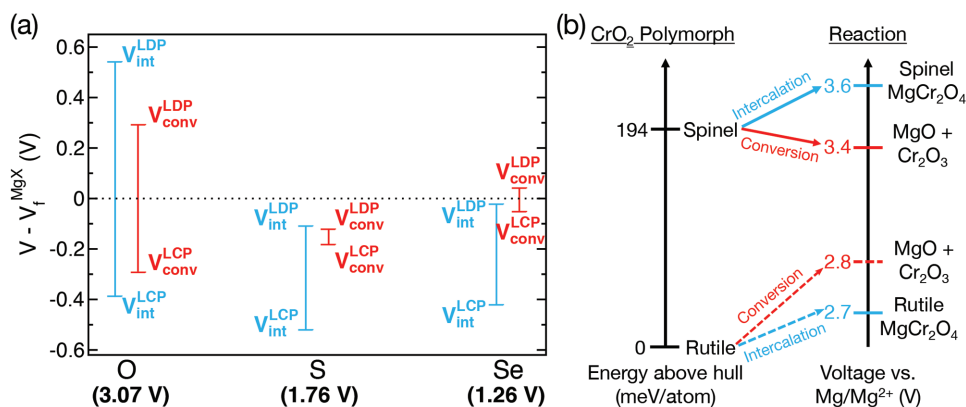 (a)
V - V_f^MgX (V)
0.6
0.4
0.2
0
-0.2
-0.4
-0.6
V_int^LDP
V_conv^LDP
V_conv^LCP
V_int^LCP
V_int^LDP
V_conv^LDP
V_conv^LCP
V_int^LCP
V_conv^LDP
V_int^LDP
V_conv^LCP
V_int^LCP
O
S
Se
(3.07 V)
(1.76 V)
(1.26 V)
(b)
CrO₂ Polymorph
Reaction
194
Spinel
Intercalation
Conversion
3.6
Spinel
MgCr₂O₄
3.4
MgO +
Cr₂O₃
2.8
MgO +
Cr₂O₃
Conversion
Intercalation
2.7
Rutile
MgCr₂O₄
0
Rutile
Energy above hull
(meV/atom)
Voltage vs.
Mg/Mg²⁺ (V)